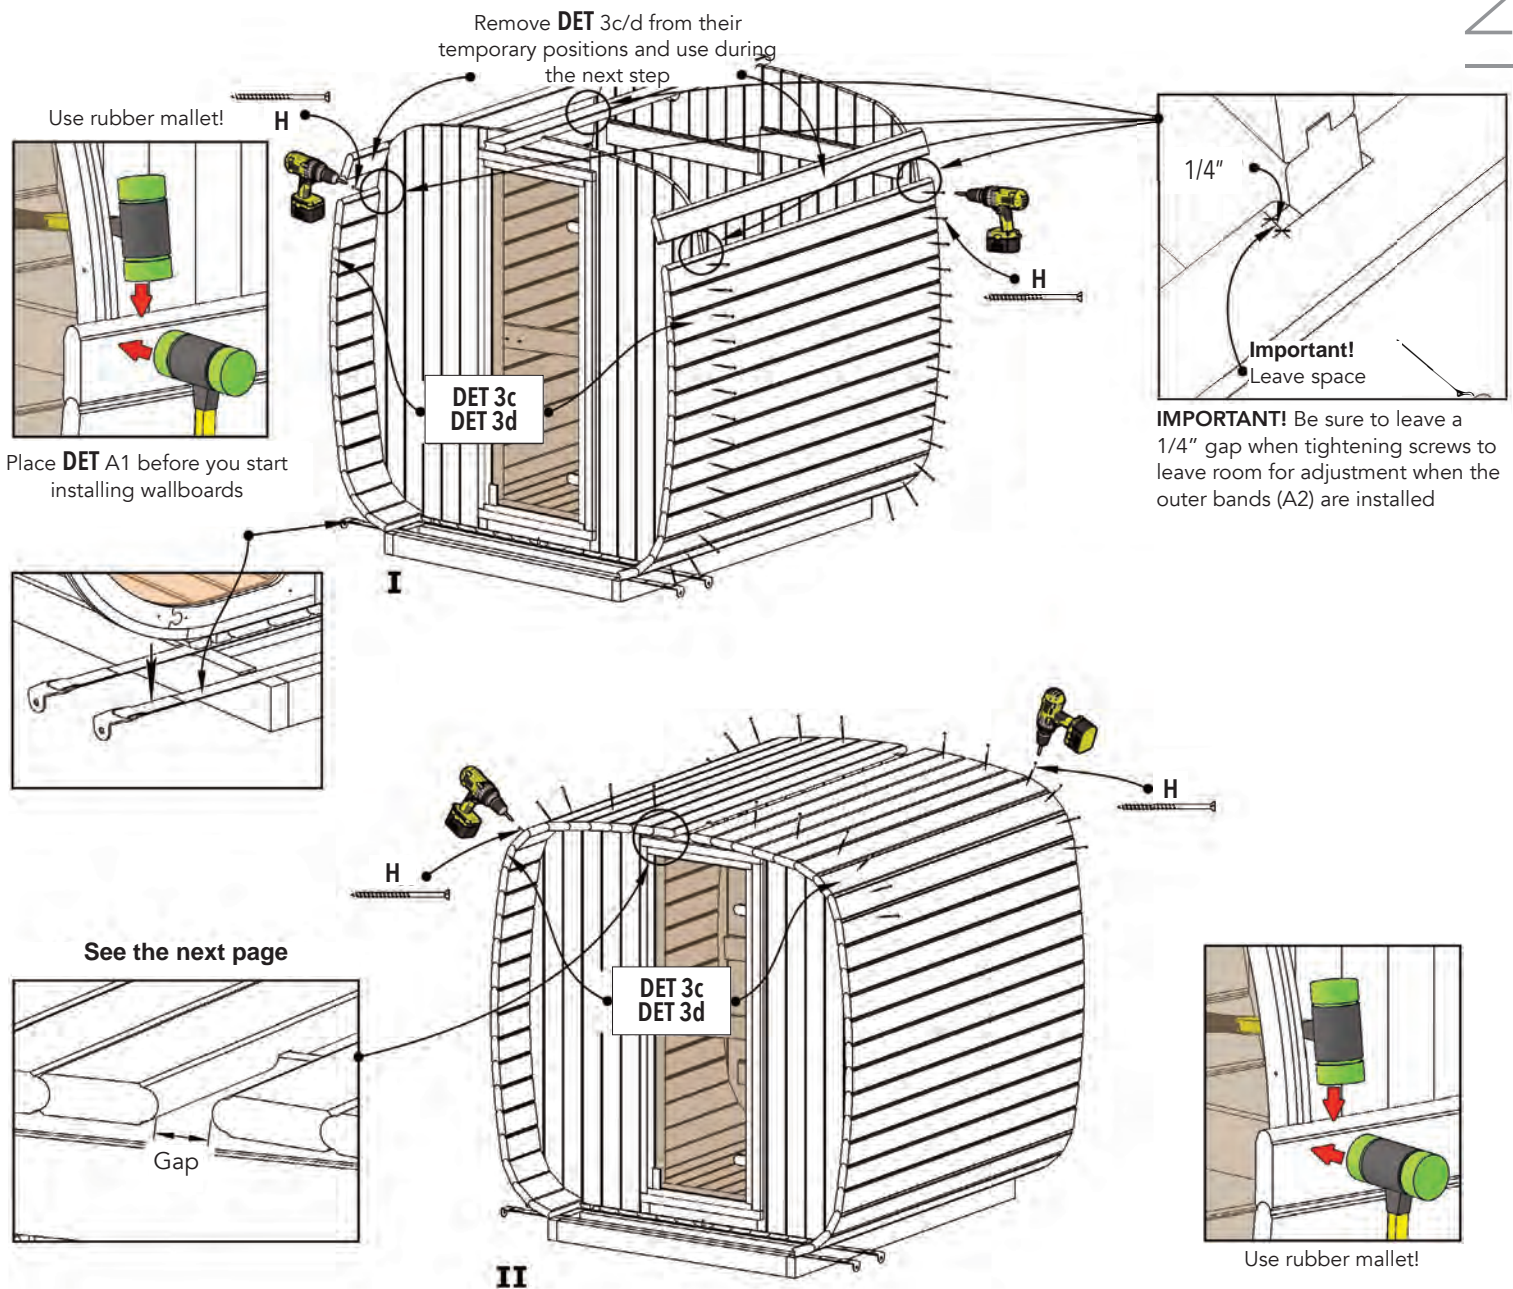 Remove DET 3c/d from their
temporary positions and use during
the next step
Use rubber mallet!
H
H
DET 3c
DET 3d
1/4”
Important!
Leave space
IMPORTANT! Be sure to leave a
1/4” gap when tightening screws to
leave room for adjustment when the
outer bands (A2) are installed
Place DET A1 before you start
installing wallboards
I
H
H
See the next page
Gap
DET 3c
DET 3d
Use rubber mallet!
II